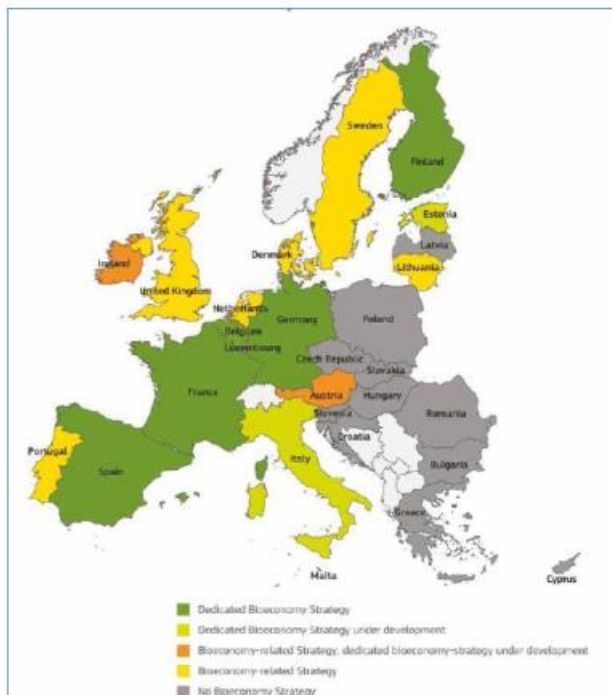 Sweden
Finland
Estonia
Latvia
Lithuania
Denmark
Ireland
United Kingdom
Netherlands
Belgium
Luxembourg
Germany
Poland
Czech Republic
Slovakia
France
Austria
Hungary
Slovenia
Croatia
Romania
Bulgaria
Portugal
Spain
Italy
Greece
Malta
Cyprus
Dedicated Bioeconomy Strategy
Dedicated Bioeconomy Strategy under development
Bioeconomy-related Strategy, dedicated bioeconomy-strategy under development
Bioeconomy-related Strategy
No Bioeconomy Strategy